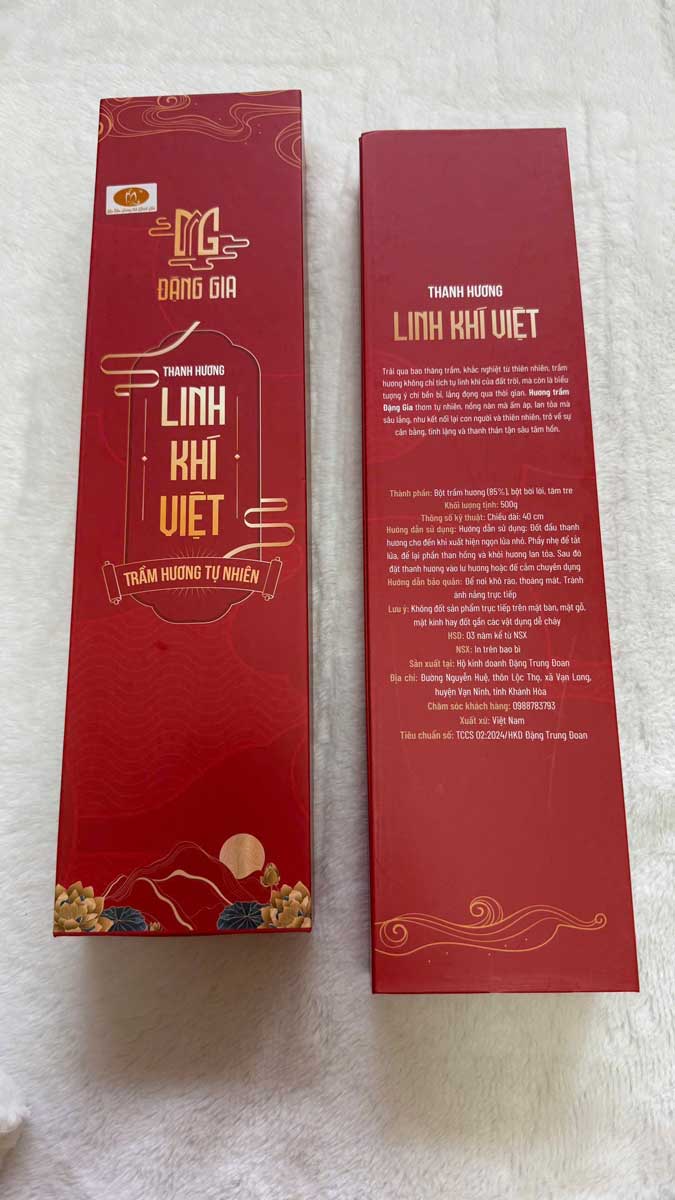 ĐẶNG GIA
THANH HƯƠNG
LINH
KHÍ
VIỆT
TRẦM HƯƠNG TỰ NHIÊN
THANH HƯƠNG
LINH KHÍ VIỆT
Trải qua bao tháng trầm, khắc nghiệt từ thiên nhiên, trầm
hương không chỉ tích tụ linh khí của đất trời, mà còn là biểu
tượng ý chí bền bỉ, lắng đọng qua thời gian. Hương trầm
Đặng Gia thơm tự nhiên, nồng nàn mà ấm áp, lan tỏa mà
sâu lắng, như kết nối lại con người và thiên nhiên, trở về sự
cân bằng, tĩnh lặng và thanh thản tận sâu tâm hồn.
Thành phần: Bột trầm hương (85%), bột bời lời, tăm tre
Khối lượng tịnh: 500g
Thông số kỹ thuật: Chiều dài: 40 cm
Hướng dẫn sử dụng: Hướng dẫn sử dụng: Đốt đầu thanh
hương cho đến khi xuất hiện ngọn lửa nhỏ. Phẩy nhẹ để tắt
lửa, để lại phần than hồng và khói hương lan tỏa. Sau đó
đặt thanh hương vào lư hương hoặc đế cắm chuyên dụng
Hướng dẫn bảo quản: Để nơi khô ráo, thoáng mát. Tránh
ánh nắng trực tiếp
Lưu ý: Không đốt sản phẩm trực tiếp trên mặt bàn, mặt gỗ,
mặt kính hay đốt gần các vật dụng dễ cháy
HSD: 03 năm kể từ NSX
NSX: In trên bao bì
Sản xuất tại: Hộ kinh doanh Đặng Trung Đoan
Địa chỉ: Đường Nguyễn Huệ, thôn Lộc Thọ, xã Vạn Long,
huyện Vạn Ninh, tỉnh Khánh Hòa
Chăm sóc khách hàng: 0988783793
Xuất xứ: Việt Nam
Tiêu chuẩn số: TCCS 02:2024/HKD Đặng Trung Đoan